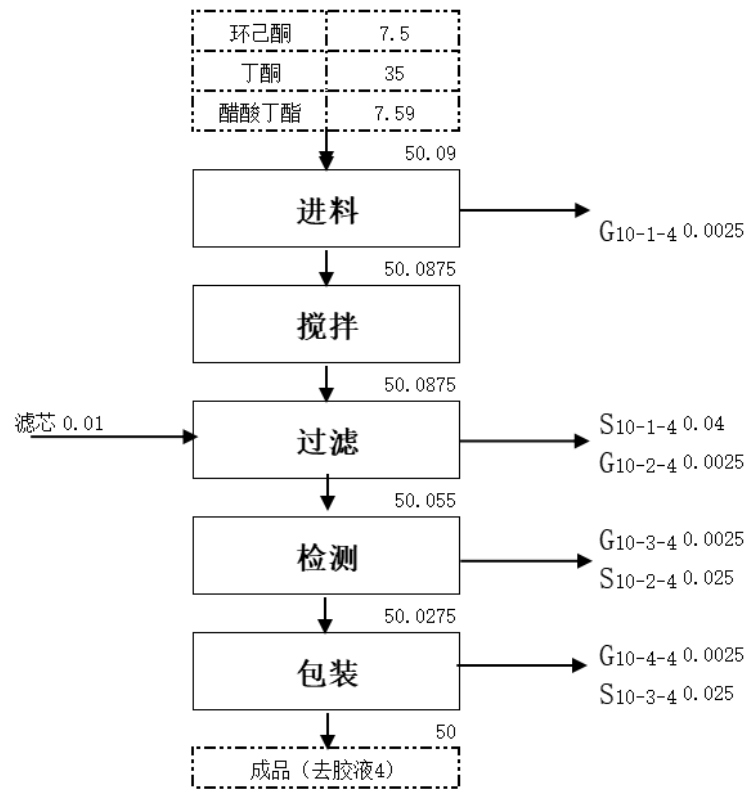 环己酮 7.5
丁酮 35
醋酸丁酯 7.59
50.09
进料
G10-1-4 0.0025
50.0875
搅拌
50.0875
滤芯 0.01
过滤
S10-1-4 0.04
G10-2-4 0.0025
50.055
检测
G10-3-4 0.0025
S10-2-4 0.025
50.0275
包装
G10-4-4 0.0025
S10-3-4 0.025
50
成品（去胶液4）